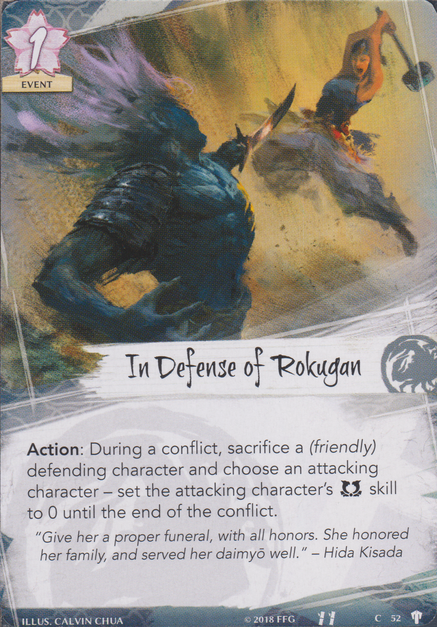 1
EVENT
In Defense of Rokugan
Action: During a conflict, sacrifice a (friendly)
defending character and choose an attacking
character – set the attacking character's skill
to 0 until the end of the conflict.
"Give her a proper funeral, with all honors. She honored
her family, and served her daimyō well." – Hida Kisada
ILLUS. CALVIN CHUA © 2018 FFG C 52